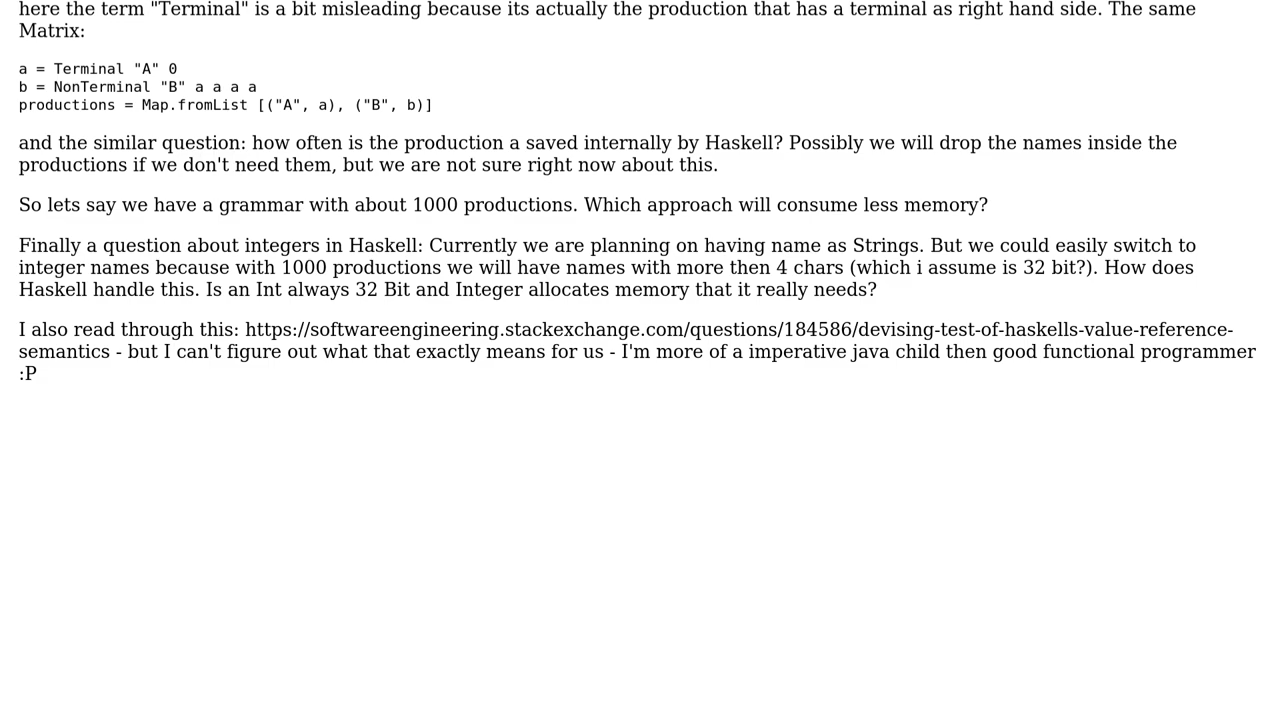 here the term "Terminal" is a bit misleading because its actually the production that has a terminal as right hand side. The same
Matrix:
a = Terminal "A" 0
b = NonTerminal "B" a a a a
productions = Map.fromList [("A", a), ("B", b)]
and the similar question: how often is the production a saved internally by Haskell? Possibly we will drop the names inside the
productions if we don't need them, but we are not sure right now about this.
So lets say we have a grammar with about 1000 productions. Which approach will consume less memory?
Finally a question about integers in Haskell: Currently we are planning on having name as Strings. But we could easily switch to
integer names because with 1000 productions we will have names with more then 4 chars (which i assume is 32 bit?). How does
Haskell handle this. Is an Int always 32 Bit and Integer allocates memory that it really needs?
I also read through this: https://softwareengineering.stackexchange.com/questions/184586/devising-test-of-haskells-value-reference-
semantics - but I can't figure out what that exactly means for us - I'm more of a imperative java child then good functional programmer
:P